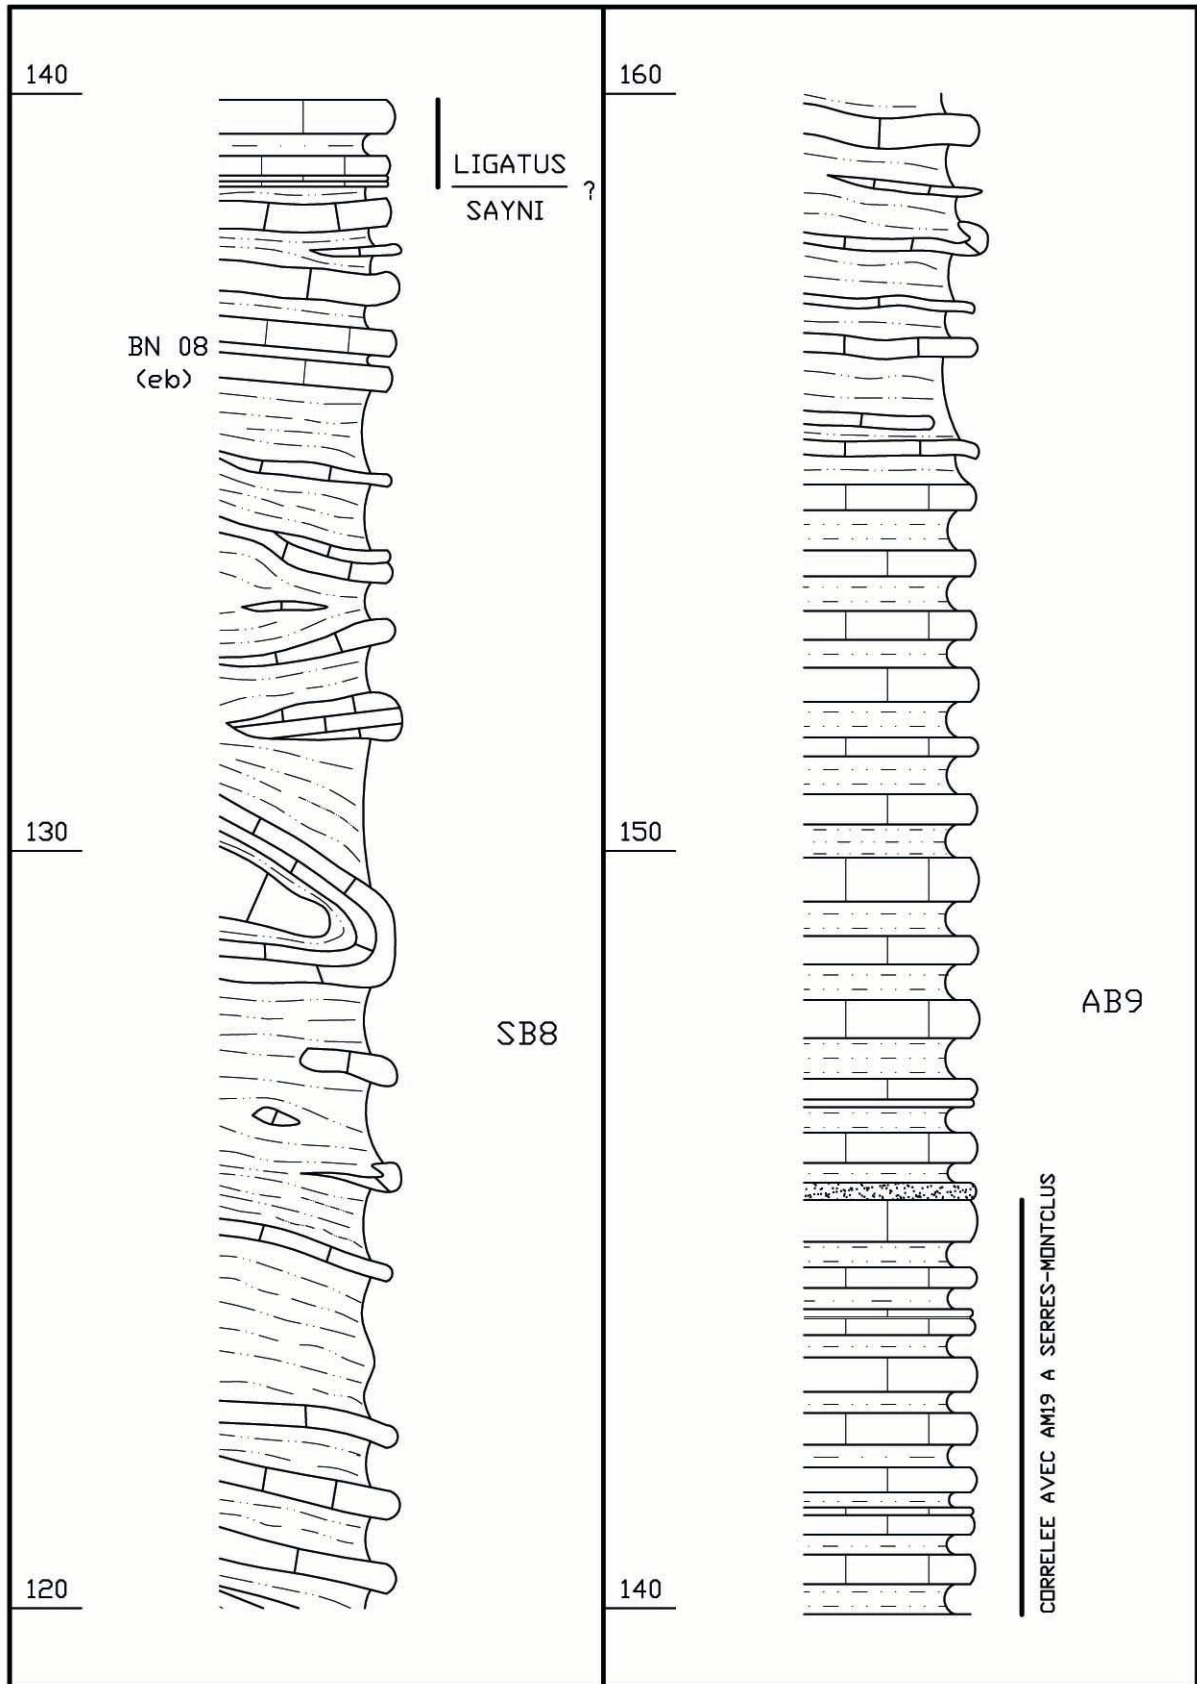 140
LIGATUS
?
SAYNI
BN 08
(eb)
130
SB8
120
160
150
AB9
CORRELEE AVEC AM19 A SERRES-MONTCLUS
140